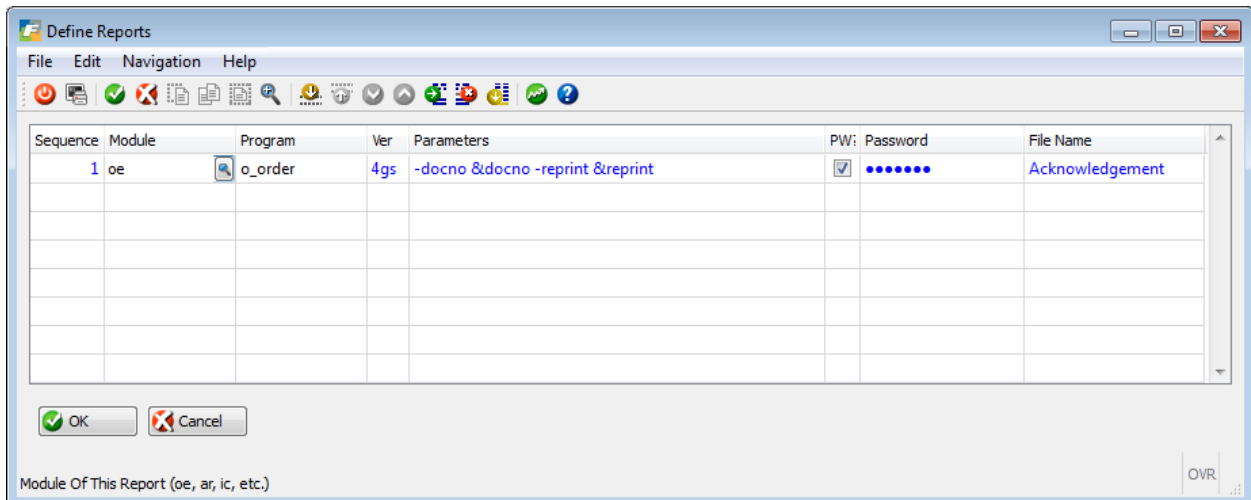 Define Reports
File Edit Navigation Help
Sequence Module Program Ver Parameters PW? Password File Name
1 oe o_order 4gs -docno &docno -reprint &reprint ●●●●●●● Acknowledgement
OK Cancel
OVR
Module Of This Report (oe, ar, ic, etc.)